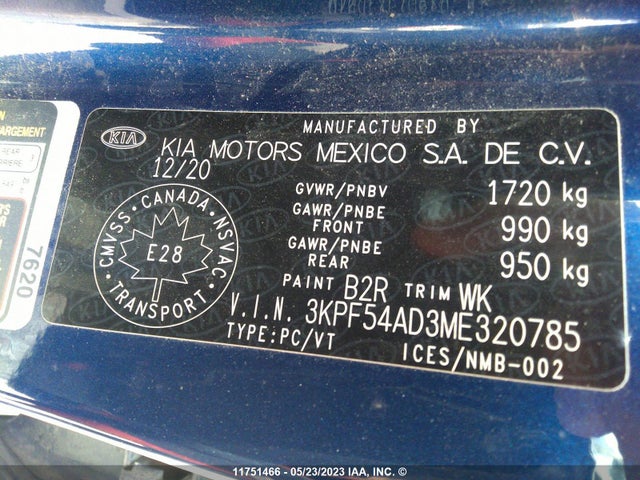 MANUFACTURED BY
KIA
KIA MOTORS MEXICO S.A. DE C.V.
12/20
GVWR/PNBV 1720 kg
GAWR/PNBE FRONT 990 kg
GAWR/PNBE REAR 950 kg
CMVSS · CANADA · NSVAC
E28
TRANSPORT
PAINT B2R TRIM WK
V.I.N. 3KPF54AD3ME320785
TYPE:PC/VT
ICES/NMB-002
ARGEMENT
REAR
7620
11751466 - 05/23/2023 IAA, INC. ©